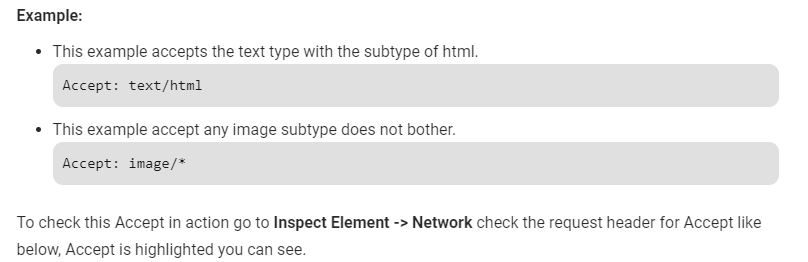 Example:
This example accepts the text type with the subtype of html.
Accept: text/html
This example accept any image subtype does not bother.
Accept: image/*
To check this Accept in action go to Inspect Element -> Network check the request header for Accept like
below, Accept is highlighted you can see.